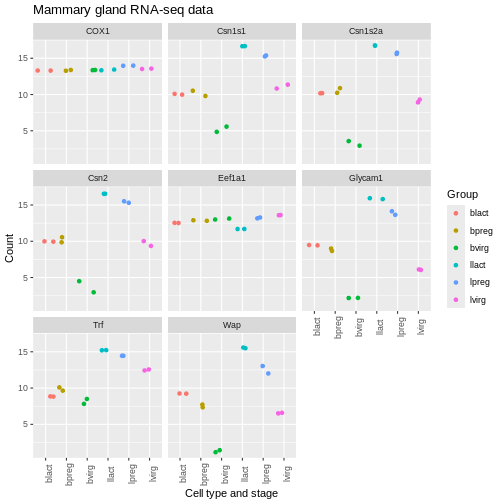 Mammary gland RNA-seq data
COX1
Csn1s1
Csn1s2a
15
10
5
Csn2
Eef1a1
Glycam1
15
10
5
Trf
Wap
15
10
5
blact
bpreg
bvirg
llact
lpreg
lvirg
blact
bpreg
bvirg
llact
lpreg
lvirg
blact
bpreg
bvirg
llact
lpreg
lvirg
Count
Cell type and stage
Group
blact
bpreg
bvirg
llact
lpreg
lvirg